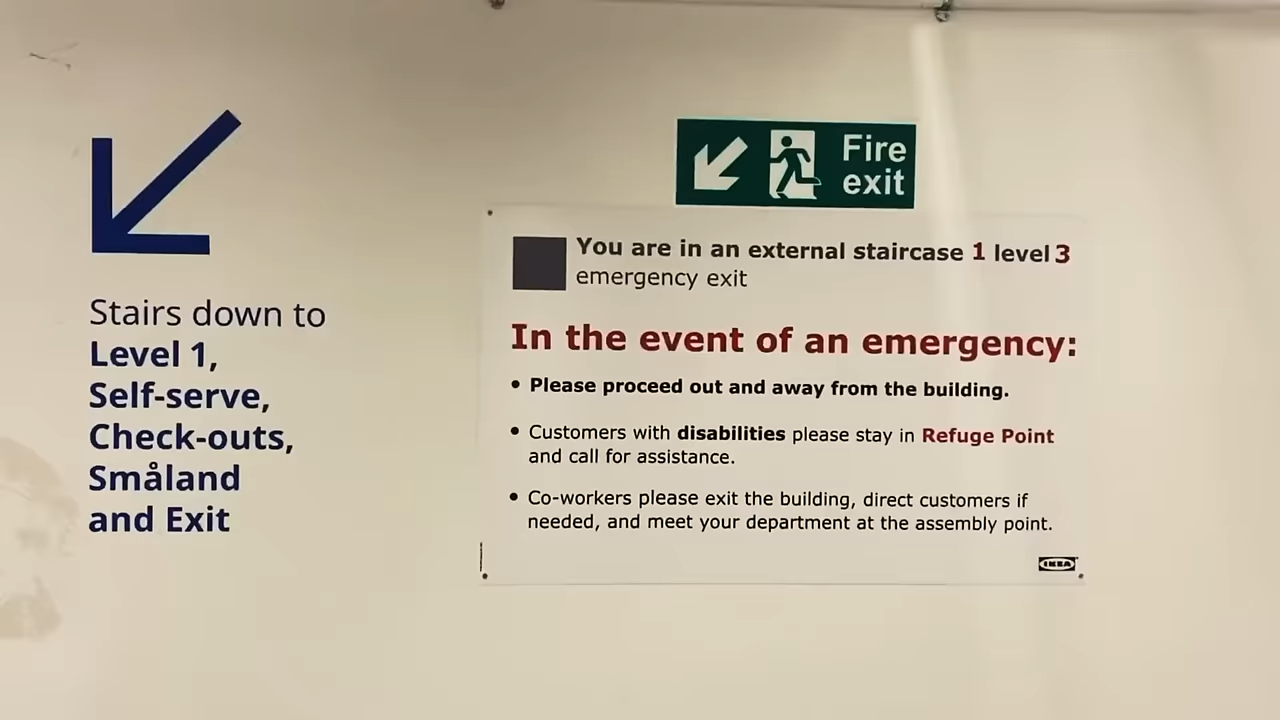 Stairs down to
Level 1,
Self-serve,
Check-outs,
Småland
and Exit
Fire
exit
You are in an external staircase 1 level 3
emergency exit
In the event of an emergency:
• Please proceed out and away from the building.
• Customers with disabilities please stay in Refuge Point
and call for assistance.
• Co-workers please exit the building, direct customers if
needed, and meet your department at the assembly point.
IKEA